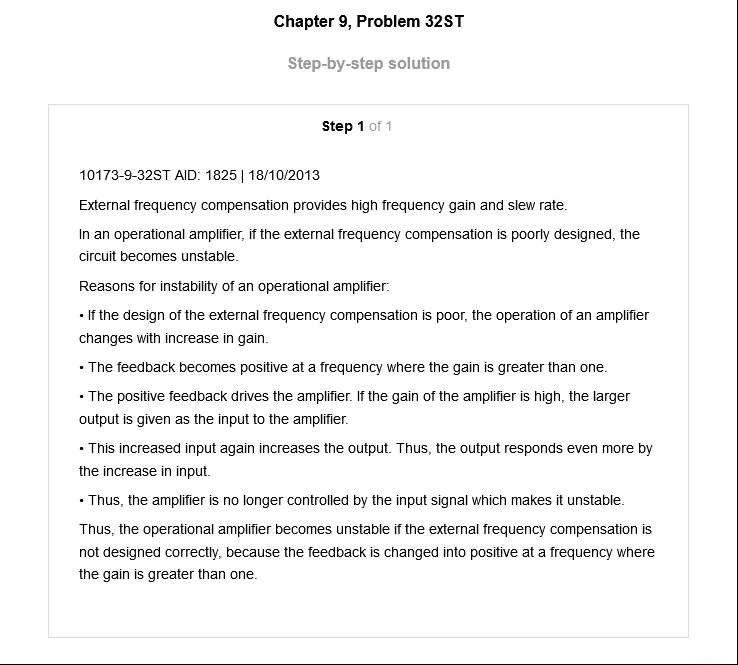 Chapter 9, Problem 32ST
Step-by-step solution
Step 1 of 1
10173-9-32ST AID: 1825 | 18/10/2013
External frequency compensation provides high frequency gain and slew rate.
In an operational amplifier, if the external frequency compensation is poorly designed, the
circuit becomes unstable.
Reasons for instability of an operational amplifier:
• If the design of the external frequency compensation is poor, the operation of an amplifier
changes with increase in gain.
• The feedback becomes positive at a frequency where the gain is greater than one.
• The positive feedback drives the amplifier. If the gain of the amplifier is high, the larger
output is given as the input to the amplifier.
• This increased input again increases the output. Thus, the output responds even more by
the increase in input.
• Thus, the amplifier is no longer controlled by the input signal which makes it unstable.
Thus, the operational amplifier becomes unstable if the external frequency compensation is
not designed correctly, because the feedback is changed into positive at a frequency where
the gain is greater than one.